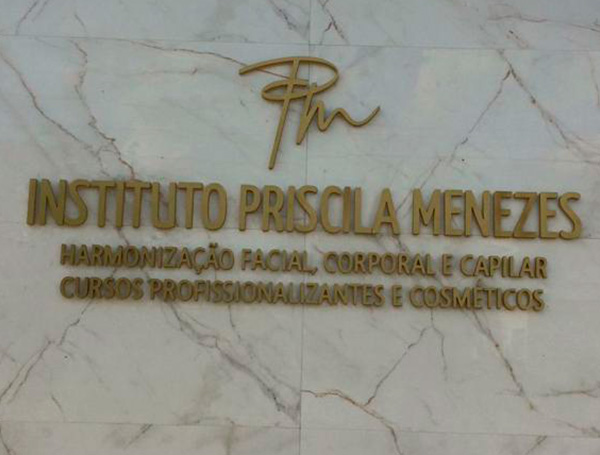 Pm
INSTITUTO PRISCILA MENEZES
HARMONIZAÇÃO FACIAL, CORPORAL E CAPILAR
CURSOS PROFISSIONALIZANTES E COSMÉTICOS